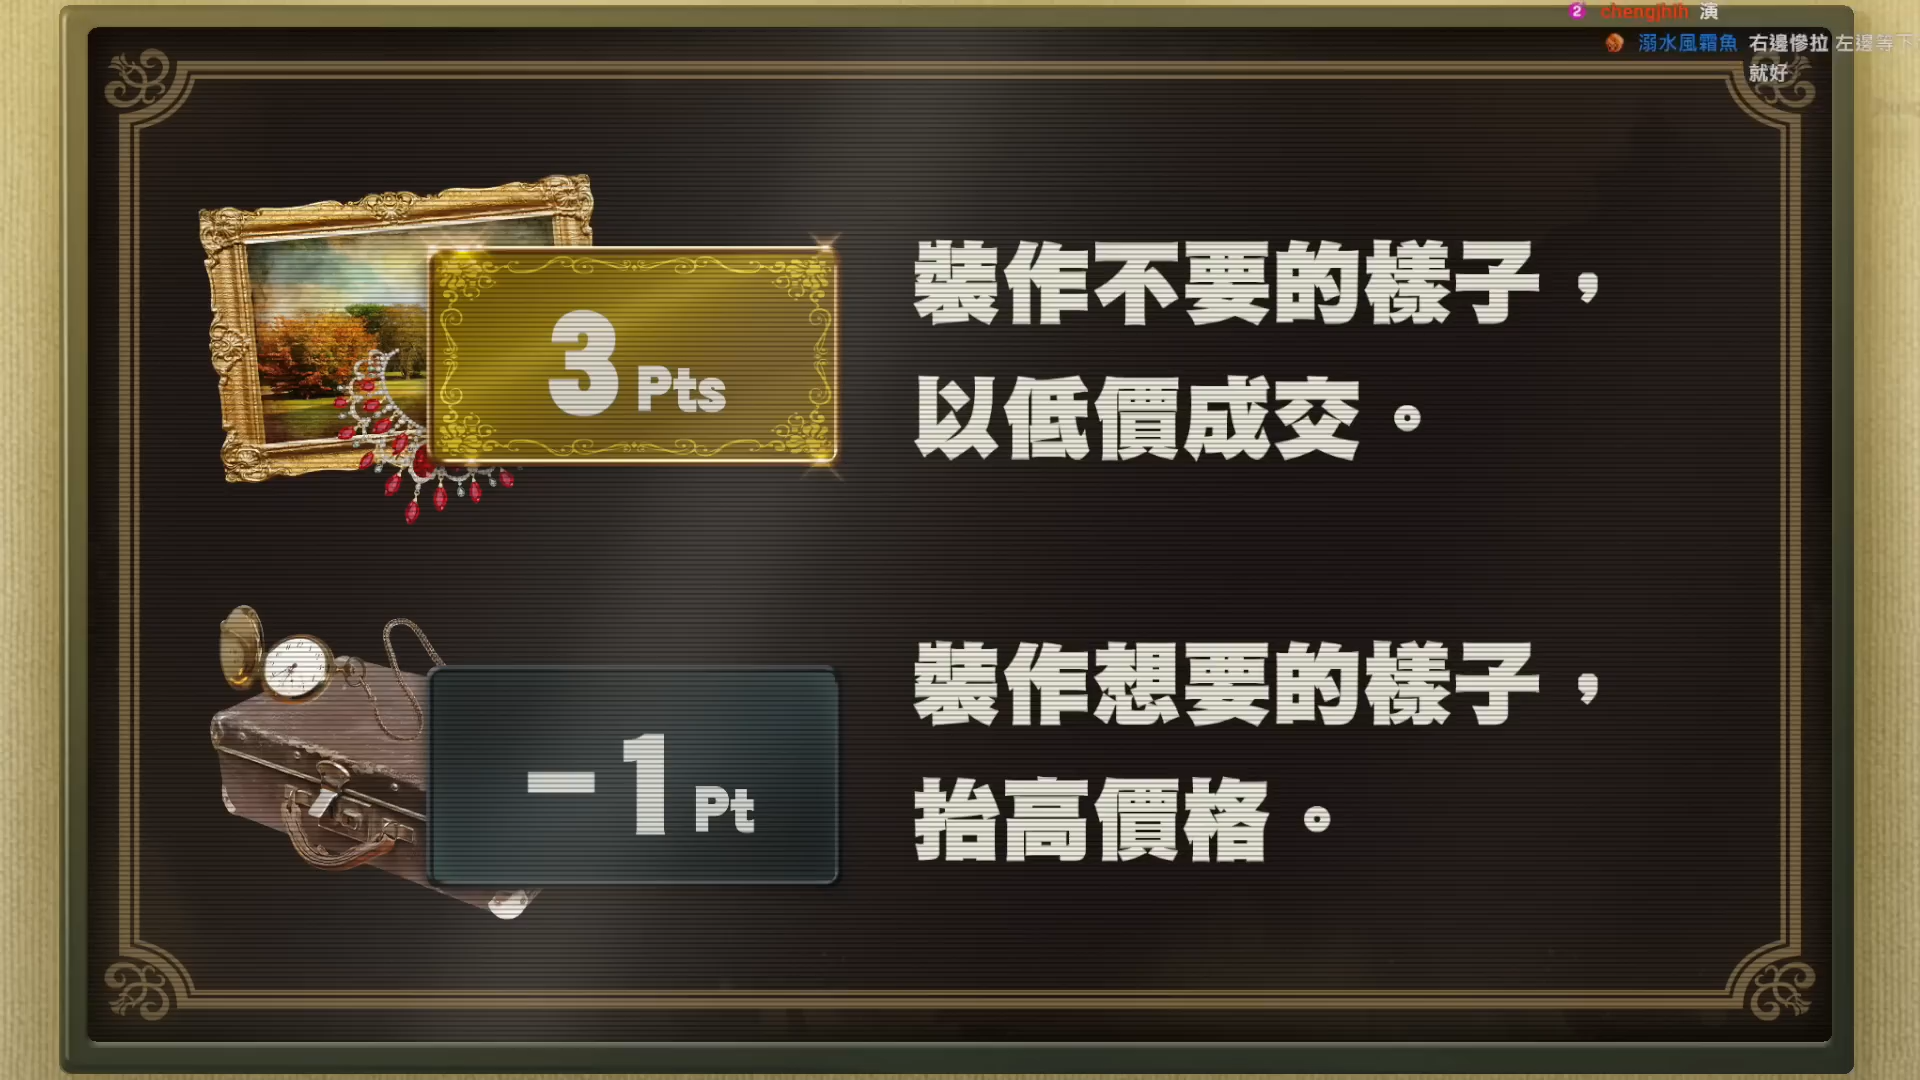 chengjhih 演
溺水風霜魚 右邊慘拉 左邊等下
就好
3 Pts
裝作不要的樣子，
以低價成交。
-1 Pt
裝作想要的樣子，
抬高價格。